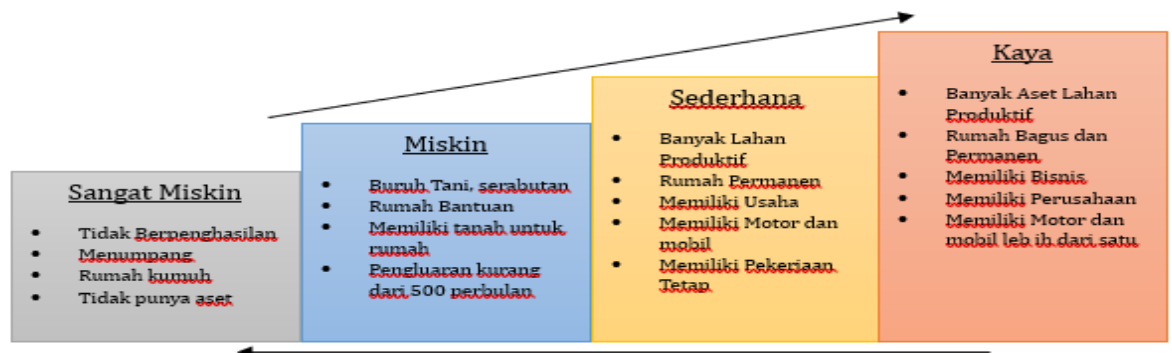 Sangat Miskin
• Tidak Berpenghasilan
• Menumpang
• Rumah kumuh
• Tidak punya aset
Miskin
• Buruh Tani, serabutan
• Rumah Bantuan
• Memiliki tanah untuk
rumah
• Pengluaran kurang
dari 500 perbulan
Sederhana
• Banyak Lahan
Produktif
• Rumah Permanen
• Memiliki Usaha
• Memiliki Motor dan
mobil
• Memiliki Pekerjaan
Tetap
Kaya
• Banyak Aset Lahan
Produktif
• Rumah Bagus dan
Permanen
• Memiliki Bisnis
• Memiliki Perusahaan
• Memiliki Motor dan
mobil leb ih dari satu